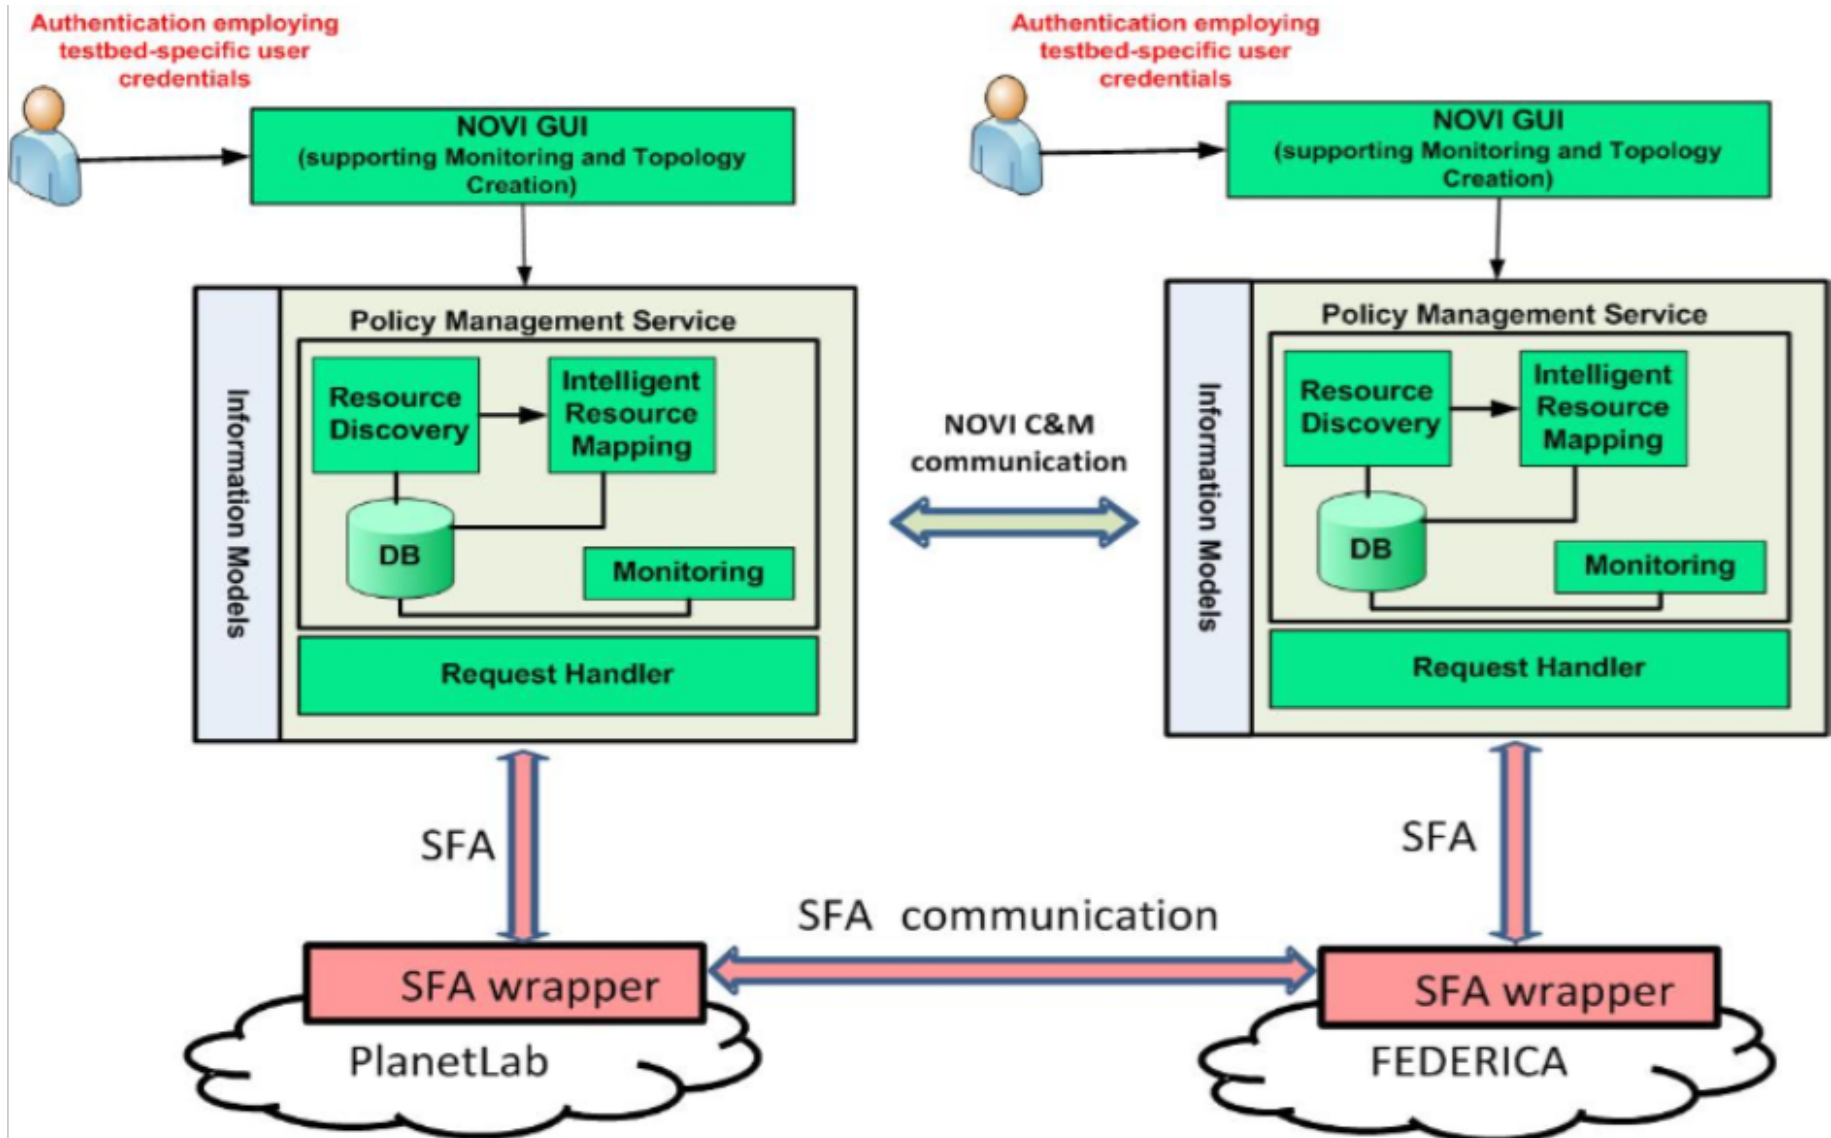 Authentication employing
testbed-specific user
credentials
NOVI GUI
(supporting Monitoring and Topology
Creation)
Information Models
Policy Management Service
Resource
Discovery
Intelligent
Resource
Mapping
DB
Monitoring
Request Handler
Authentication employing
testbed-specific user
credentials
NOVI GUI
(supporting Monitoring and Topology
Creation)
NOVI C&M
communication
Information Models
Policy Management Service
Resource
Discovery
Intelligent
Resource
Mapping
DB
Monitoring
Request Handler
SFA
SFA
SFA communication
SFA wrapper
PlanetLab
SFA wrapper
FEDERICA